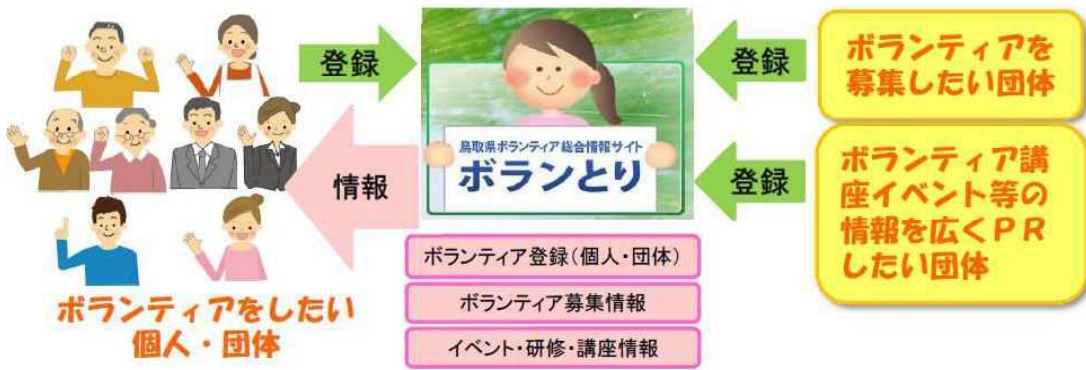 登録
情報
ボランティアをしたい
個人・団体
鳥取県ボランティア総合情報サイト
ボランとり
ボランティア登録(個人・団体)
ボランティア募集情報
イベント・研修・講座情報
登録
ボランティアを
募集したい団体
登録
ボランティア講
座イベント等の
情報を広くPR
したい団体